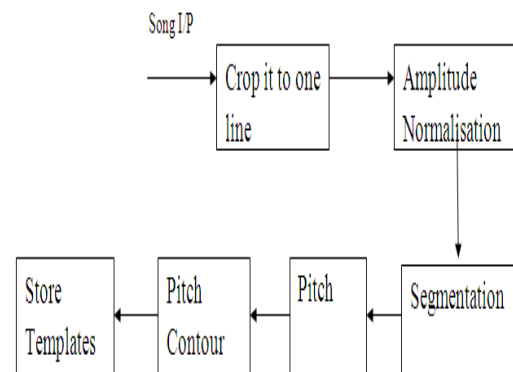 Song I/P
Crop it to one
line
Amplitude
Normalisation
Segmentation
Pitch
Pitch
Contour
Store
Templates